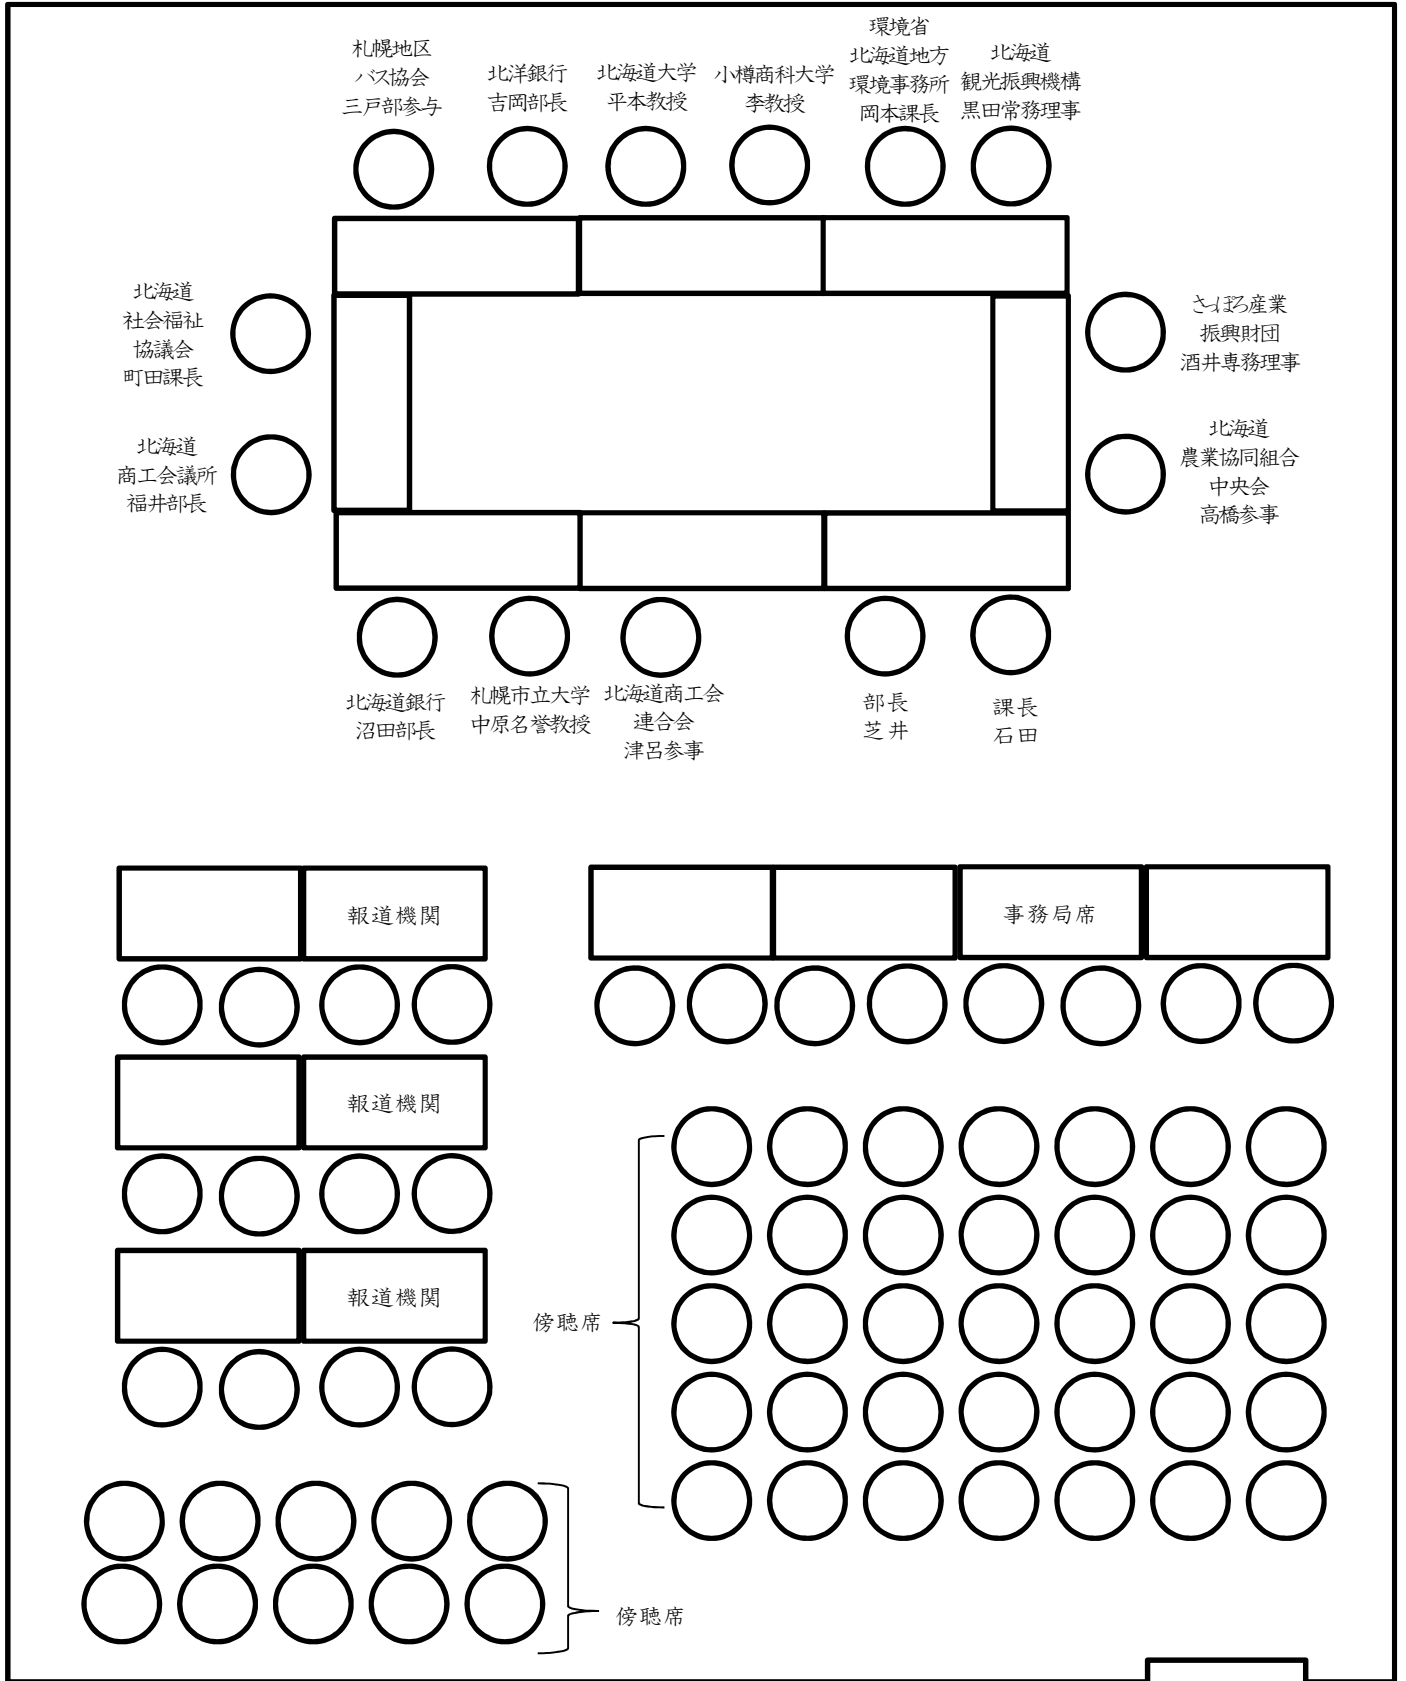 札幌地区
バス協会
三戸部参与
北洋銀行
吉岡部長
北海道大学
平本教授
小樽商科大学
李教授
環境省
北海道地方
環境事務所
岡本課長
北海道
観光振興機構
黒田常務理事
北海道
社会福祉
協議会
町田課長
さっぽろ産業
振興財団
酒井専務理事
北海道
商工会議所
福井部長
北海道
農業協同組合
中央会
高橋参事
北海道銀行
沼田部長
札幌市立大学
中原名誉教授
北海道商工会
連合会
津呂参事
部長
芝井
課長
石田
報道機関
事務局席
報道機関
報道機関
傍聴席
傍聴席